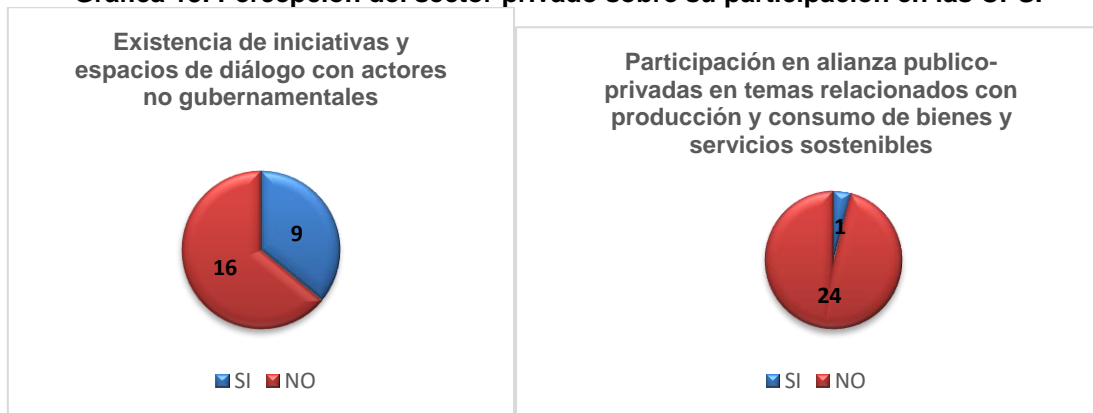 Existencia de iniciativas y
espacios de diálogo con actores
no gubernamentales
9
16
SI NO
Participación en alianza publico-
privadas en temas relacionados con
producción y consumo de bienes y
servicios sostenibles
1
24
SI NO